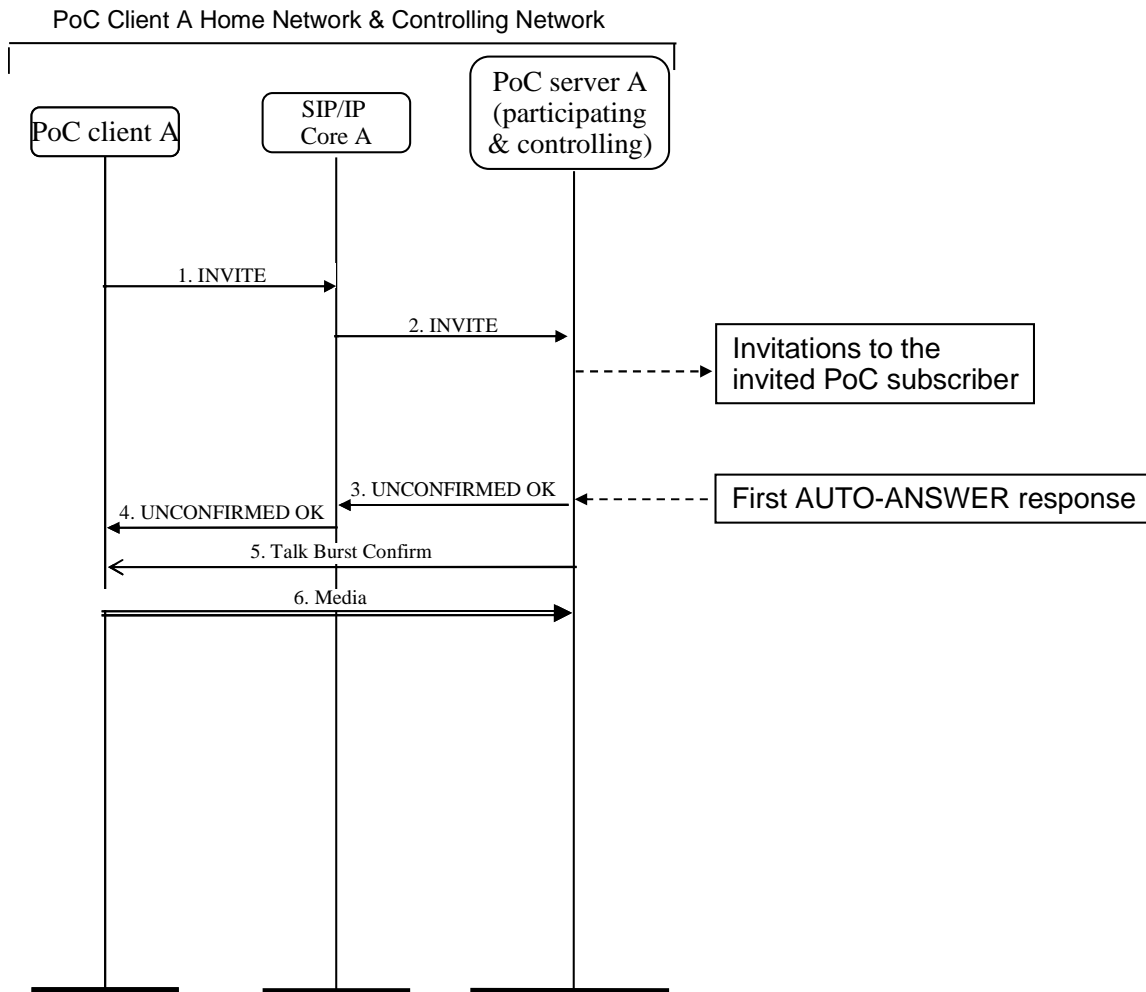 PoC Client A Home Network & Controlling Network
PoC client A
SIP/IP
Core A
PoC server A
(participating
& controlling)
1. INVITE
2. INVITE
Invitations to the
invited PoC subscriber
3. UNCONFIRMED OK
First AUTO-ANSWER response
4. UNCONFIRMED OK
5. Talk Burst Confirm
6. Media